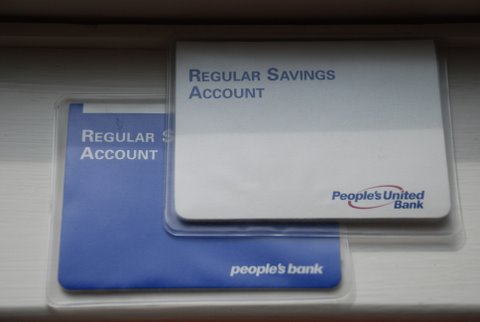 REGULAR SAVINGS
ACCOUNT
People's United
Bank
REGULAR S
ACCOUNT
people's bank